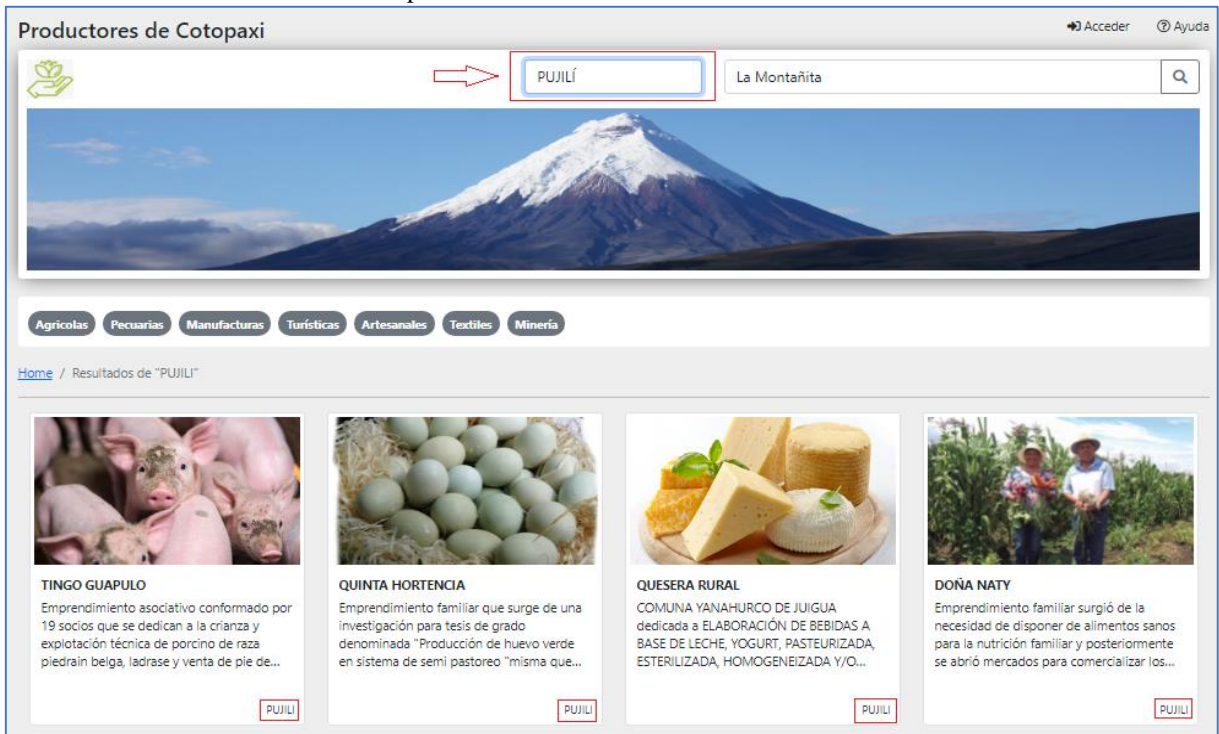 Productores de Cotopaxi
Acceder
Ayuda
PUJILÍ
La Montañita
Agricolas Pecuarias Manufacturas Turísticas Artesanales Textiles Minería
Home / Resultados de "PUJILI"
TINGO GUAPULO
Emprendimiento asociativo conformado por
19 socios que se dedican a la crianza y
explotación técnica de porcino de raza
piedrain belga, ladrase y venta de pie de...
PUJILI
QUINTA HORTENCIA
Emprendimiento familiar que surge de una
investigación para tesis de grado
denominada "Producción de huevo verde
en sistema de semi pastoreo "misma que...
PUJILI
QUESERA RURAL
COMUNA YANAHURCO DE JUIGUA
dedicada a ELABORACIÓN DE BEBIDAS A
BASE DE LECHE, YOGURT, PASTEURIZADA,
ESTERILIZADA, HOMOGENEIZADA Y/O...
PUJILI
DOÑA NATY
Emprendimiento familiar surgió de la
necesidad de disponer de alimentos sanos
para la nutrición familiar y posteriormente
se abrió mercados para comercializar los...
PUJILI